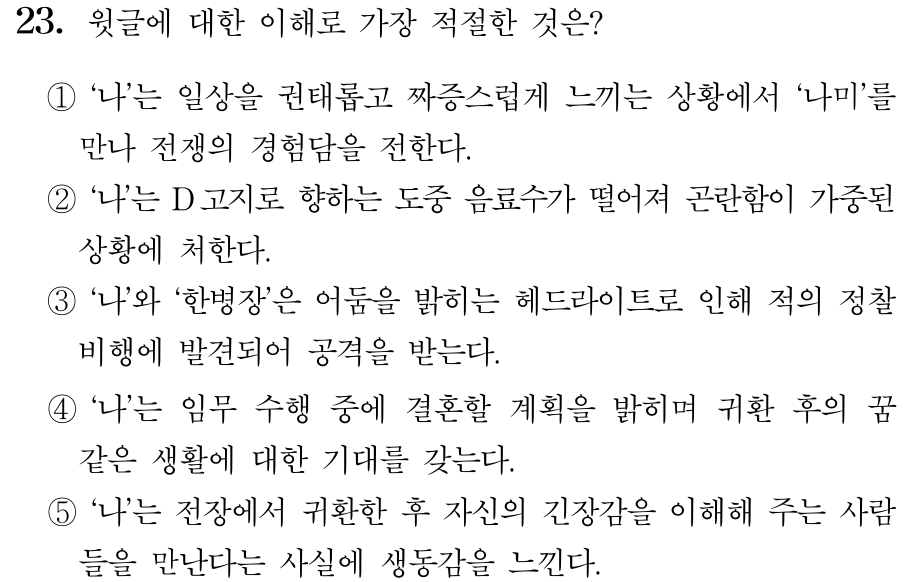 23. 윗글에 대한 이해로 가장 적절한 것은?
① ‘나’는 일상을 권태롭고 짜증스럽게 느끼는 상황에서 ‘나미’를
만나 전쟁의 경험담을 전한다.
② ‘나’는 D고지로 향하는 도중 음료수가 떨어져 곤란함이 가중된
상황에 처한다.
③ ‘나’와 ‘한병장’은 어둠을 밝히는 헤드라이트로 인해 적의 정찰
비행에 발견되어 공격을 받는다.
④ ‘나’는 임무 수행 중에 결혼할 계획을 밝히며 귀환 후의 꿈
같은 생활에 대한 기대를 갖는다.
⑤ ‘나’는 전장에서 귀환한 후 자신의 긴장감을 이해해 주는 사람
들을 만난다는 사실에 생동감을 느낀다.